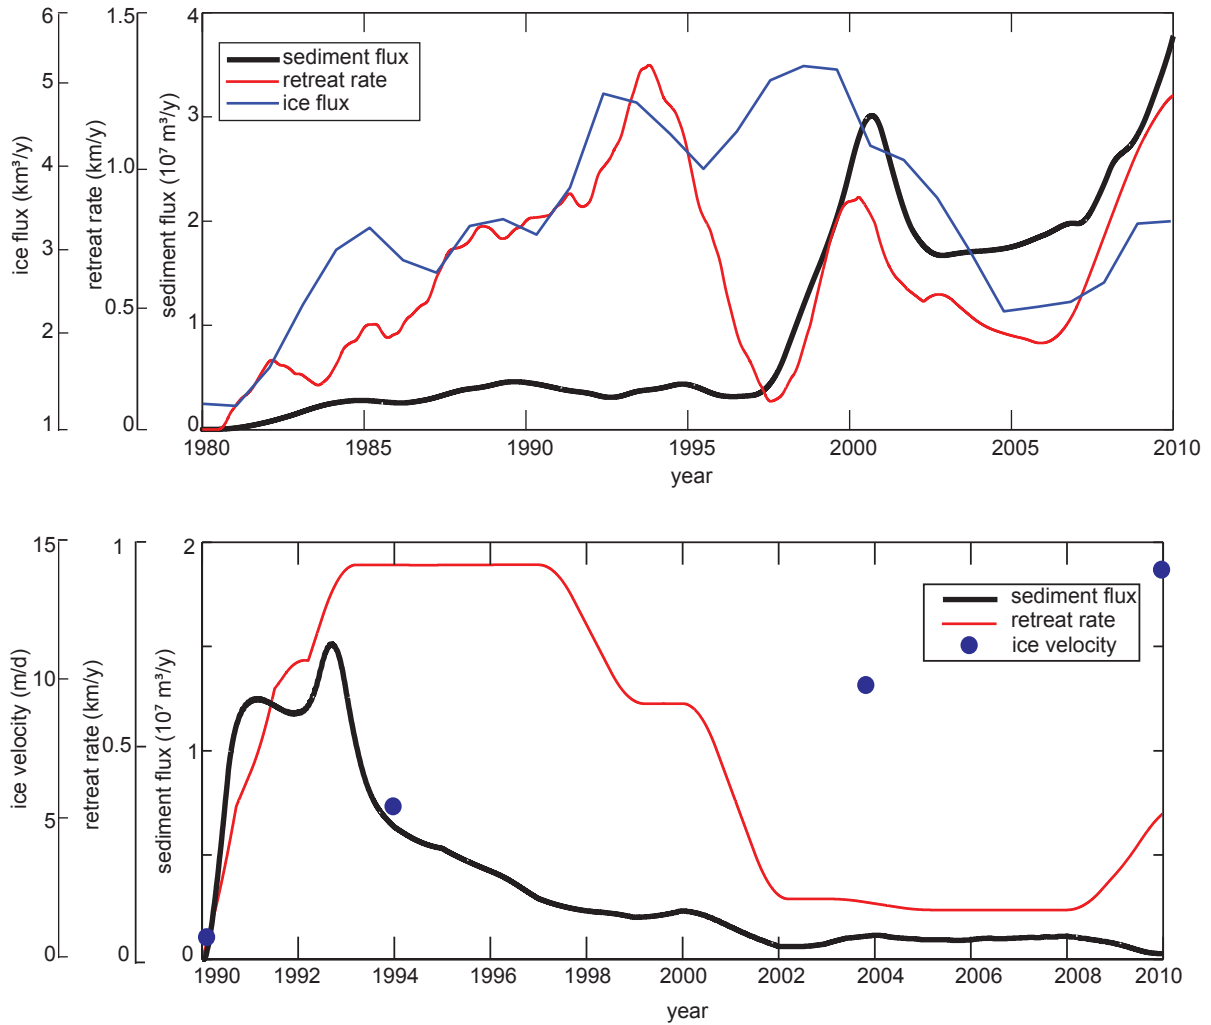 6
5
4
3
2
1
ice flux (km³/y)
1.5
1.0
0.5
0
retreat rate (km/y)
4
3
2
1
0
sediment flux (10⁷ m³/y)
sediment flux
retreat rate
ice flux
1980 1985 1990 1995 2000 2005 2010
year
15
10
5
0
ice velocity (m/d)
1
0.5
0
retreat rate (km/y)
2
1
0
sediment flux (10⁷ m³/y)
sediment flux
retreat rate
ice velocity
1990 1992 1994 1996 1998 2000 2002 2004 2006 2008 2010
year